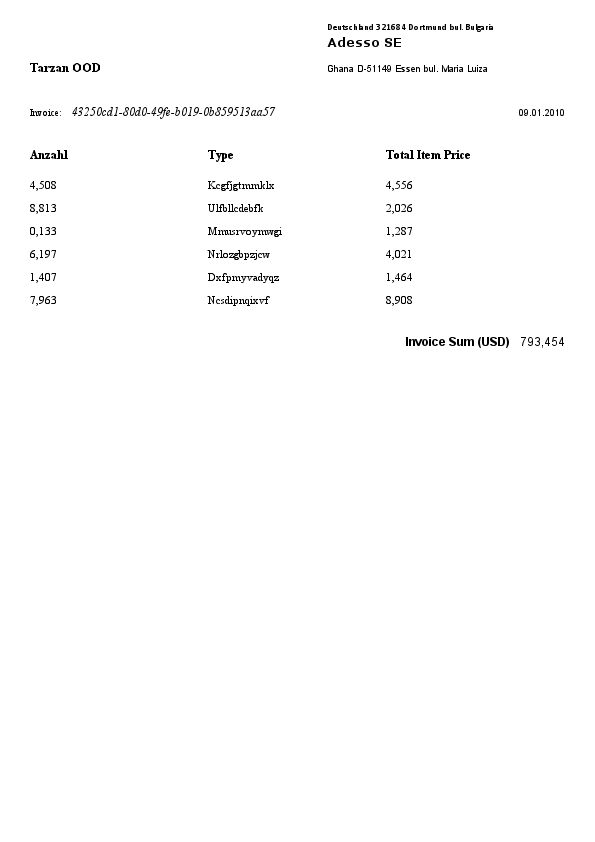 Deutschland 321684 Dortmund bul. Bulgaria
Adesso SE
Tarzan OOD
Ghana D-51149 Essen bul. Maria Luiza
Invoice: 43250cd1-80d0-49fe-b019-0b859513aa57 09.01.2010
Anzahl Type Total Item Price
4,508 Kcgfjgtmmklx 4,556
8,813 Ulfbllcdebfk 2,026
0,133 Mmusrvoymwgi 1,287
6,197 Nrlozgbpzjcw 4,021
1,407 Dxfpmyvadyqz 1,464
7,963 Ncsdipnqixvf 8,908
Invoice Sum (USD) 793,454